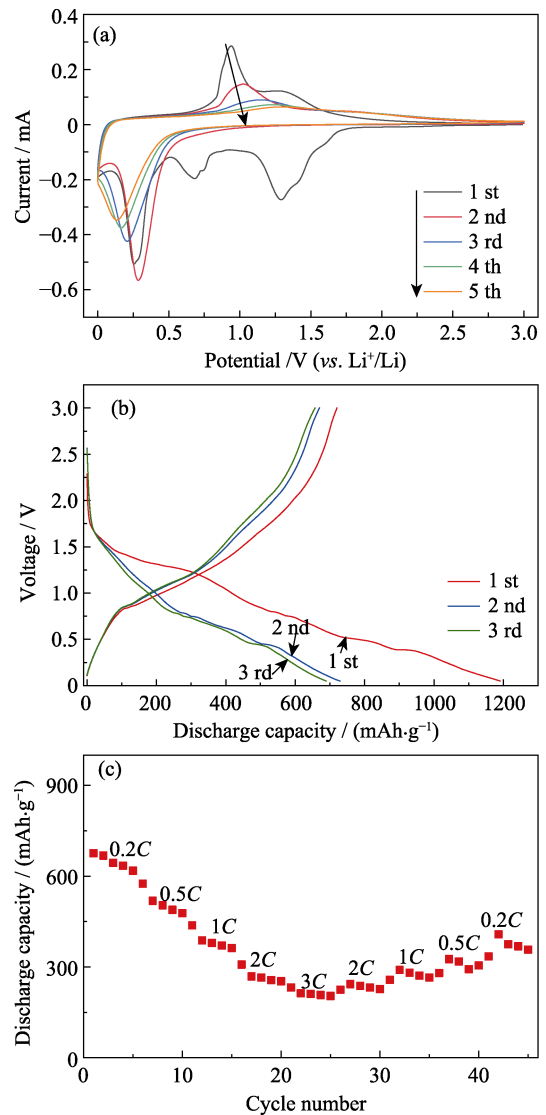 (a)
0.4
0.2
0
−0.2
−0.4
−0.6
Current / mA
1 st
2 nd
3 rd
4 th
5 th
0 0.5 1.0 1.5 2.0 2.5 3.0
Potential /V (vs. Li⁺/Li)
(b)
3.0
2.5
2.0
1.5
1.0
0.5
0
Voltage / V
1 st
2 nd
3 rd
2 nd
1 st
3 rd
0 200 400 600 800 1000 1200
Discharge capacity / (mAh·g⁻¹)
(c)
900
600
300
0
Discharge capacity / (mAh·g⁻¹)
0.2C
0.5C
1C
2C
3C
2C
1C
0.5C
0.2C
0 10 20 30 40
Cycle number